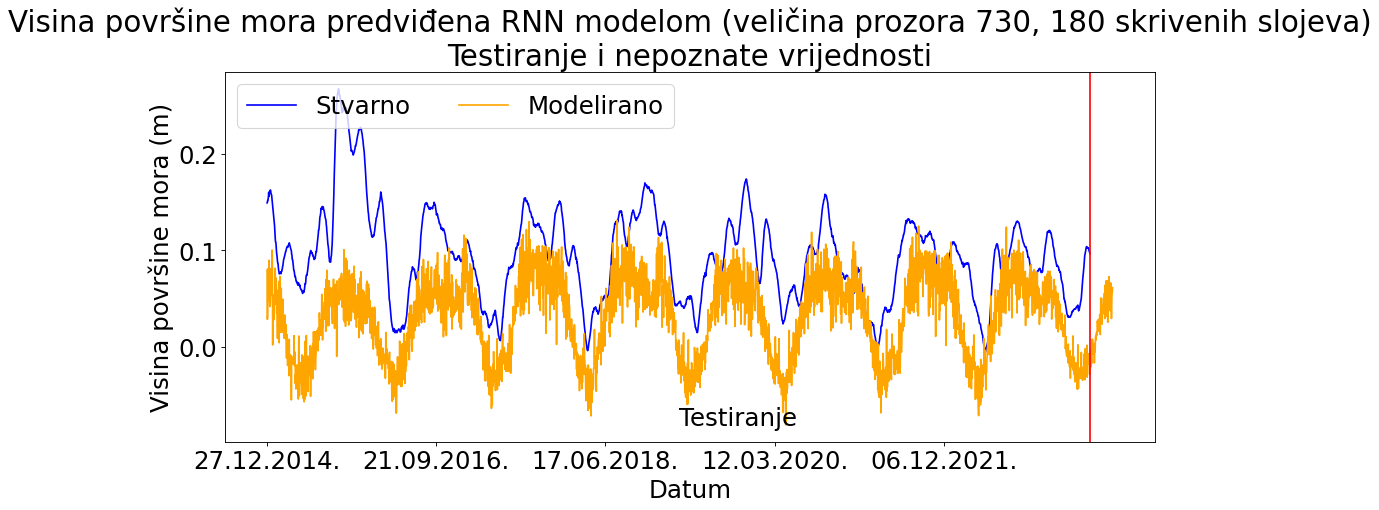 Visina površine mora predviđena RNN modelom (veličina prozora 730, 180 skrivenih slojeva)
Testiranje i nepoznate vrijednosti
Stvarno
Modelirano
Visina površine mora (m)
0.2
0.1
0.0
Testiranje
27.12.2014.
21.09.2016.
17.06.2018.
12.03.2020.
06.12.2021.
Datum